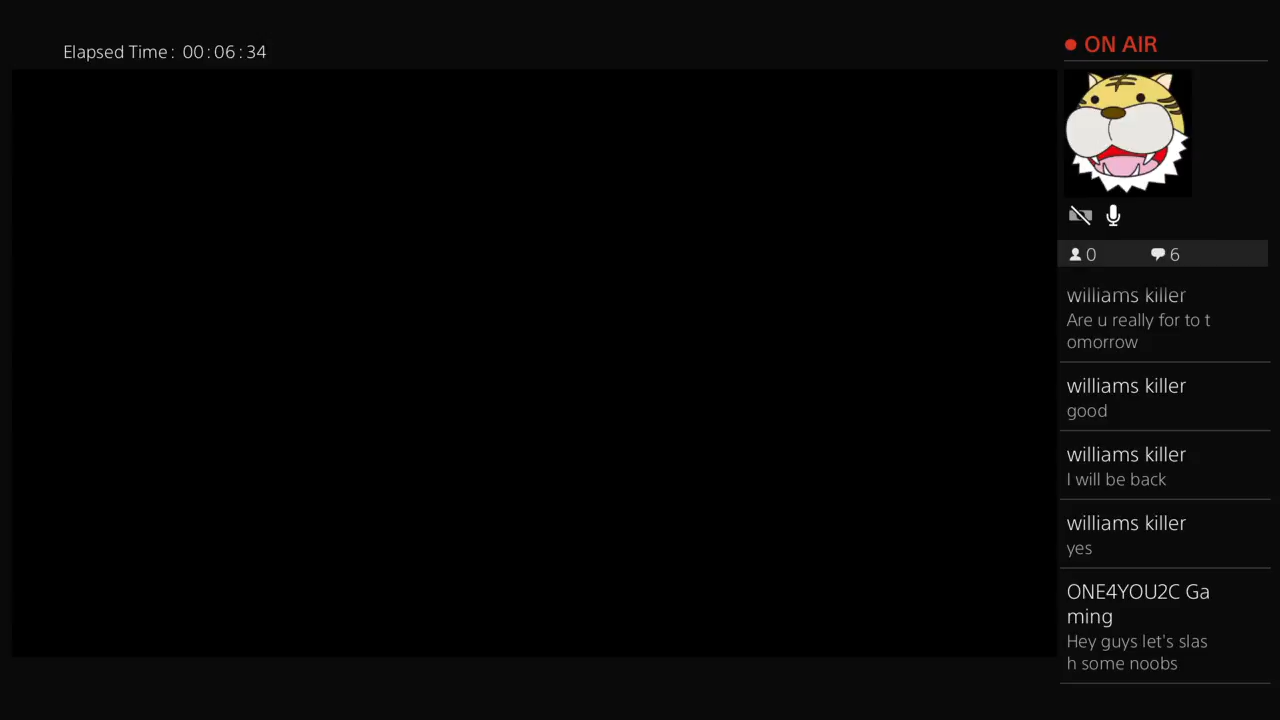 Elapsed Time: 00:06:34
ON AIR
0 6
williams killer
Are u really for to t
omorrow
williams killer
good
williams killer
I will be back
williams killer
yes
ONE4YOU2C Ga
ming
Hey guys let's slas
h some noobs